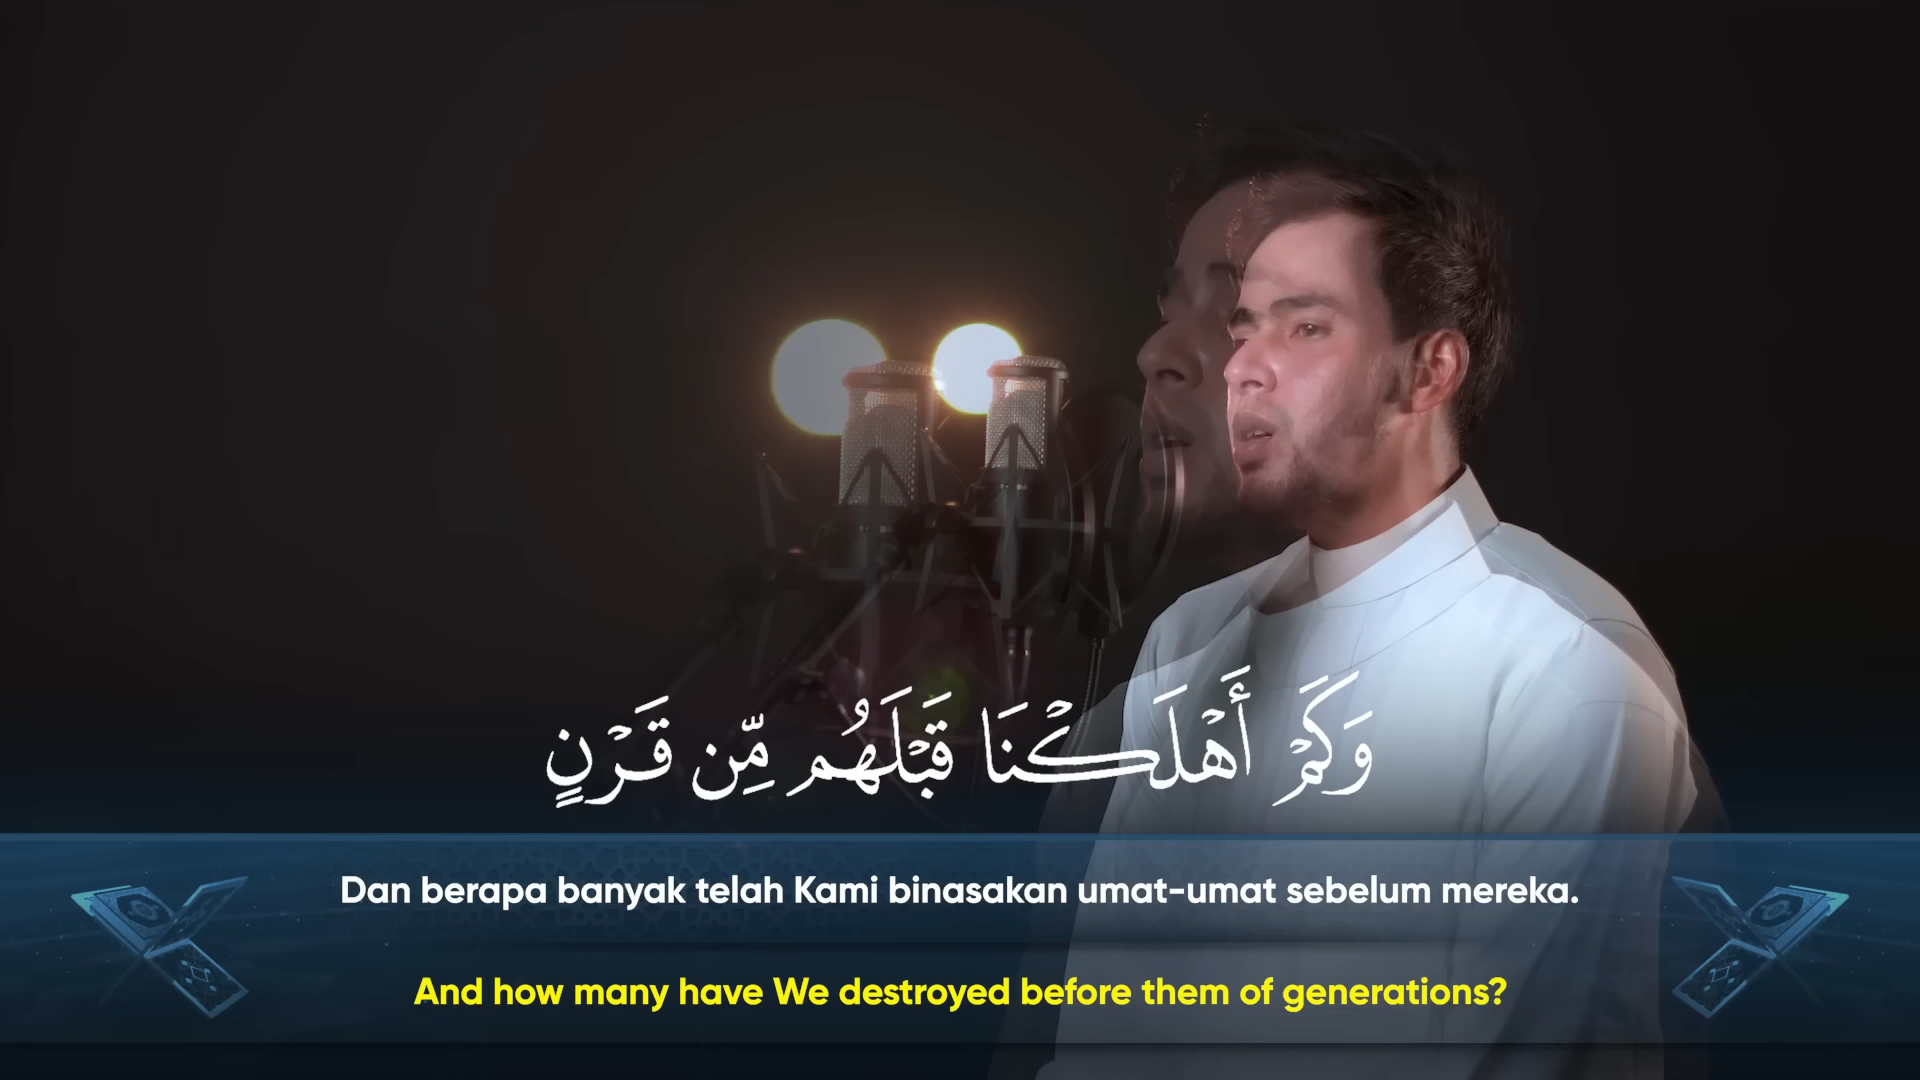 وَكَمْ أَهْلَكْنَا قَبْلَهُم مِّن قَرْنٍ
Dan berapa banyak telah Kami binasakan umat-umat sebelum mereka.
And how many have We destroyed before them of generations?